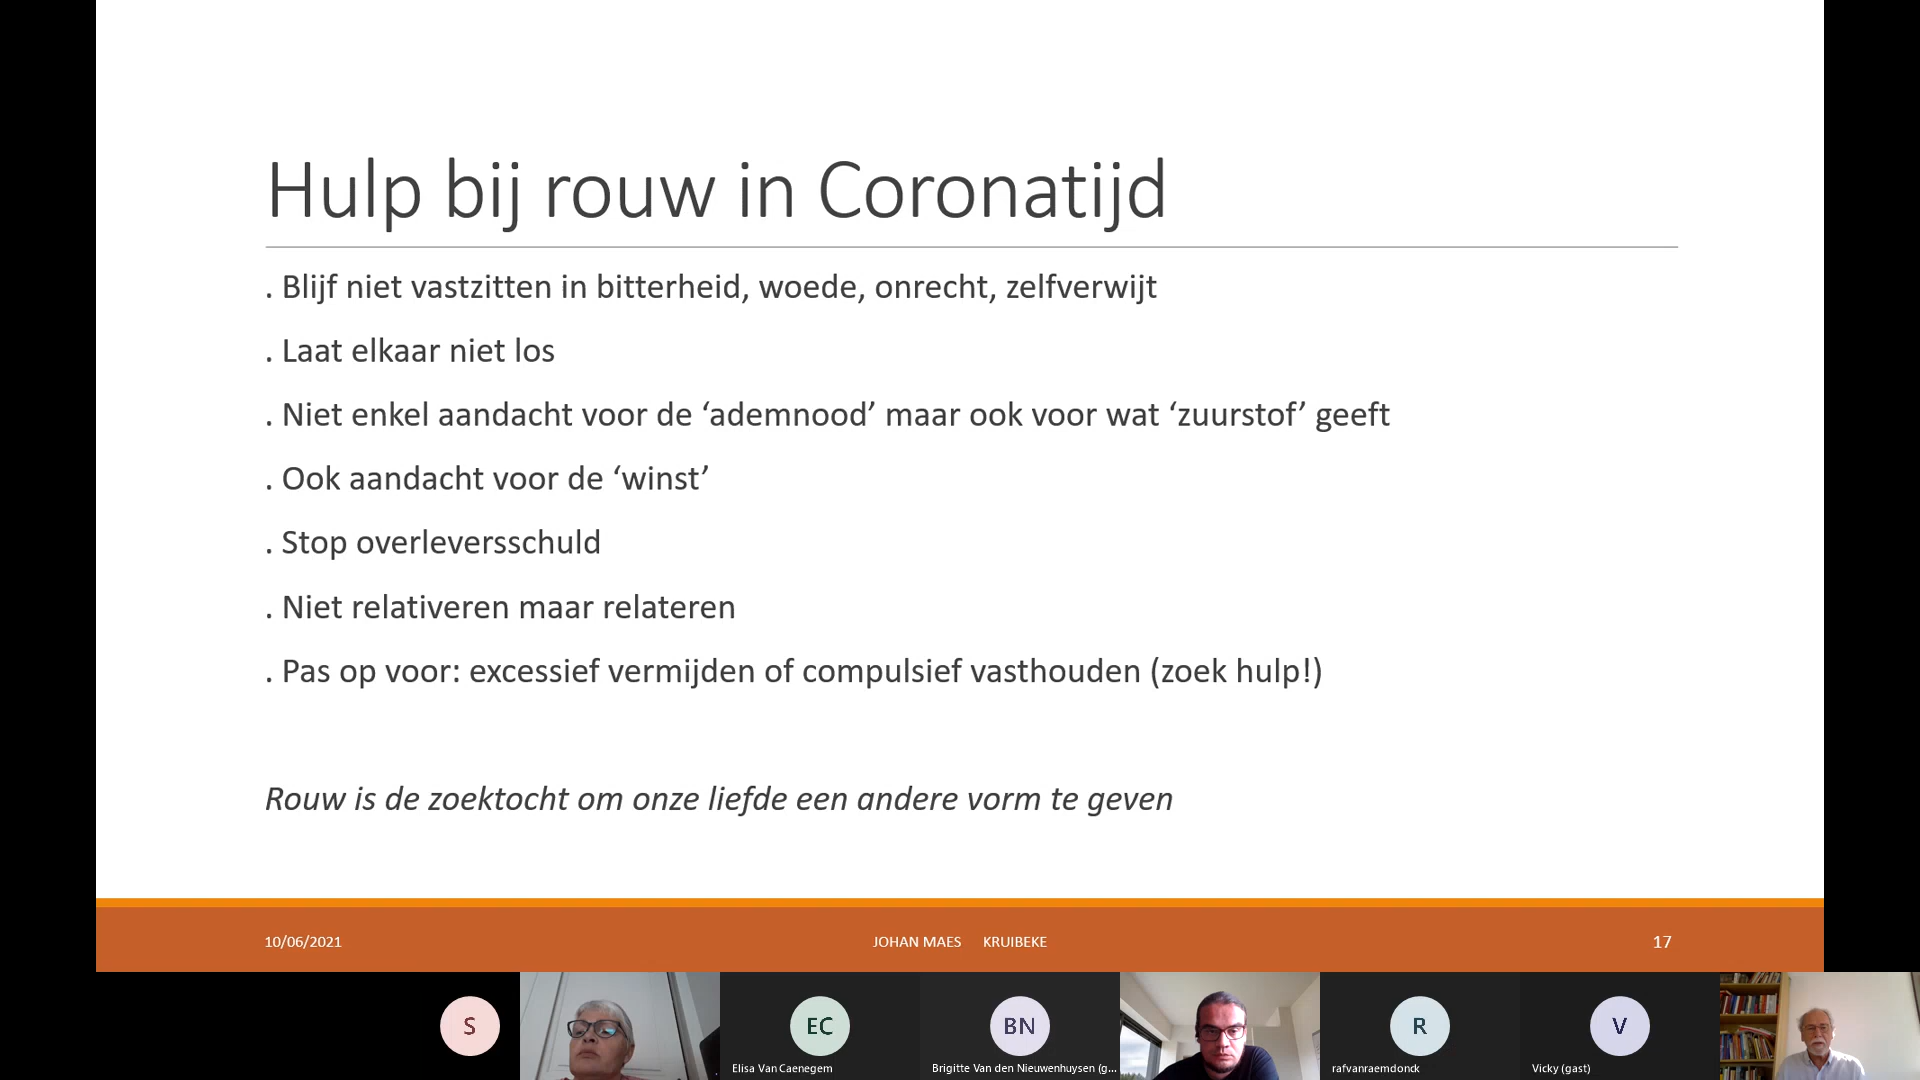 Hulp bij rouw in Coronatijd
. Blijf niet vastzitten in bitterheid, woede, onrecht, zelfverwijt
. Laat elkaar niet los
. Niet enkel aandacht voor de ‘ademnood’ maar ook voor wat ‘zuurstof’ geeft
. Ook aandacht voor de ‘winst’
. Stop overleversschuld
. Niet relativeren maar relateren
. Pas op voor: excessief vermijden of compulsief vasthouden (zoek hulp!)
Rouw is de zoektocht om onze liefde een andere vorm te geven
10/06/2021 JOHAN MAES KRUIBEKE 17
S EC BN R V
Elisa Van Caenegem Brigitte Van den Nieuwenhuysen (g... rafvanraemdonck Vicky (gast)